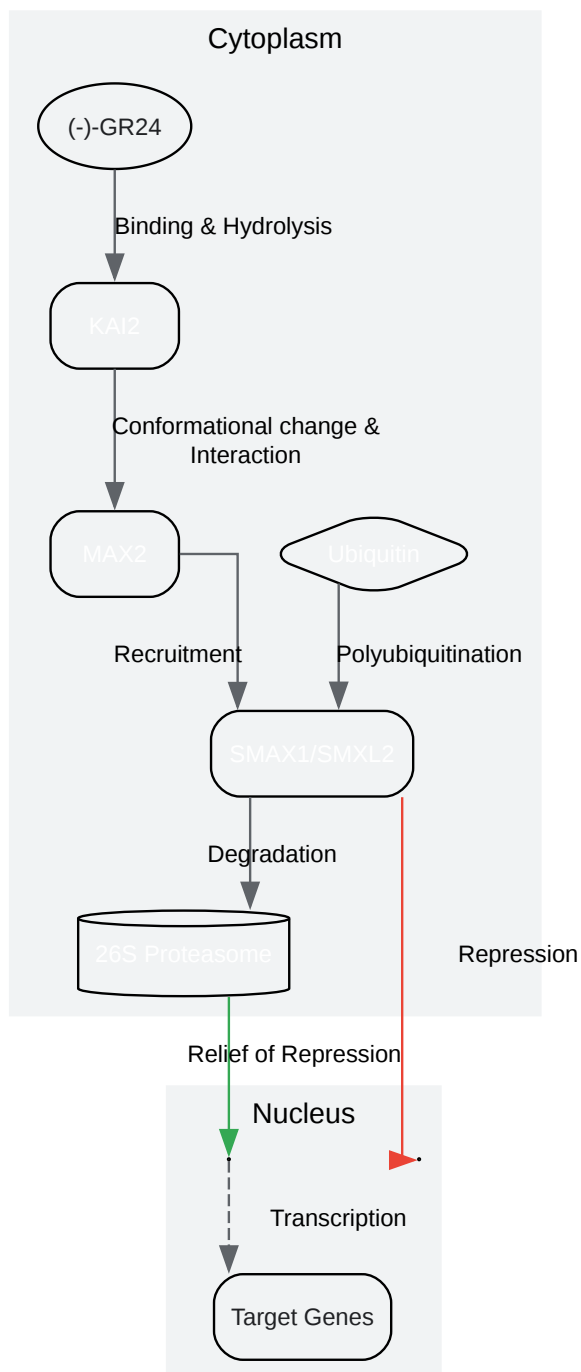 Cytoplasm
(-)-GR24
Binding & Hydrolysis
KAI2
Conformational change &
Interaction
MAX2
Ubiquitin
Recruitment
Polyubiquitination
SMAX1/SMXL2
Degradation
26S Proteasome
Repression
Relief of Repression
Nucleus
Transcription
Target Genes